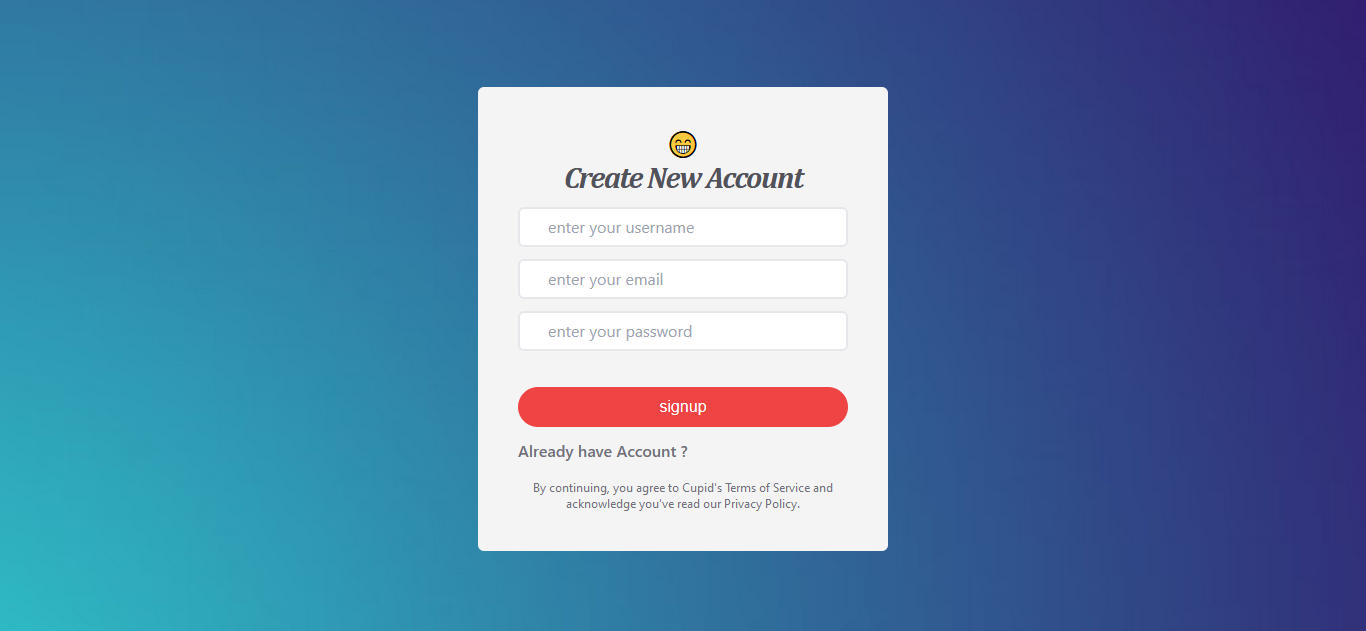 Create New Account
enter your username
enter your email
enter your password
signup
Already have Account ?
By continuing, you agree to Cupid's Terms of Service and
acknowledge you've read our Privacy Policy.